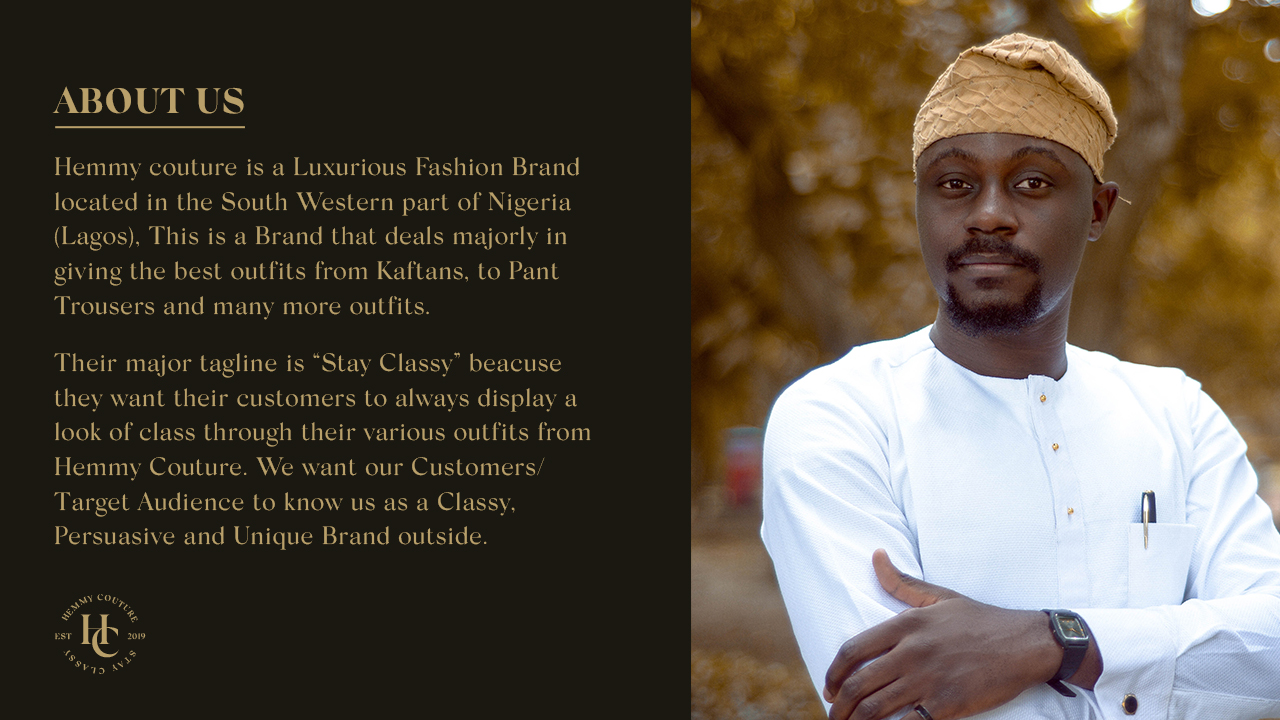 ABOUT US
Hemmy couture is a Luxurious Fashion Brand
located in the South Western part of Nigeria
(Lagos), This is a Brand that deals majorly in
giving the best outfits from Kaftans, to Pant
Trousers and many more outfits.
Their major tagline is “Stay Classy” beacuse
they want their customers to always display a
look of class through their various outfits from
Hemmy Couture. We want our Customers/
Target Audience to know us as a Classy,
Persuasive and Unique Brand outside.
HEMMY COUTURE
EST HC 2019
STAY CLASSY